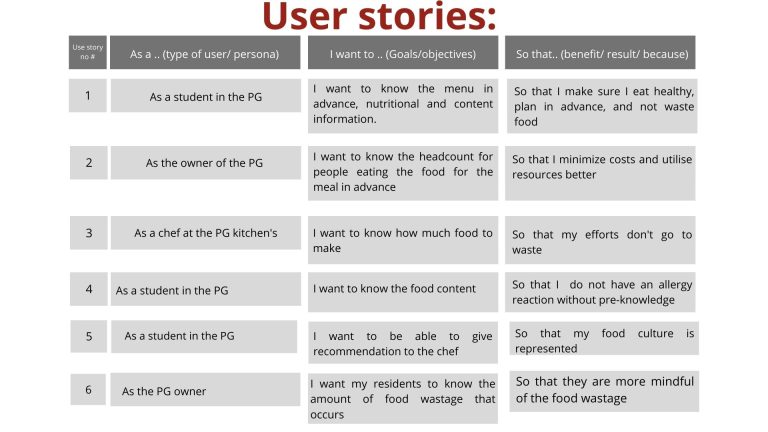 User stories:
Use story
no #
As a .. (type of user/ persona)
I want to .. (Goals/objectives)
So that.. (benefit/ result/ because)
1
As a student in the PG
I want to know the menu in
advance, nutritional and content
information.
So that I make sure I eat healthy,
plan in advance, and not waste
food
2
As the owner of the PG
I want to know the headcount for
people eating the food for the
meal in advance
So that I minimize costs and utilise
resources better
3
As a chef at the PG kitchen's
I want to know how much food to
make
So that my efforts don't go to
waste
4
As a student in the PG
I want to know the food content
So that I do not have an allergy
reaction without pre-knowledge
5
As a student in the PG
I want to be able to give
recommendation to the chef
So that my food culture is
represented
6
As the PG owner
I want my residents to know the
amount of food wastage that
occurs
So that they are more mindful
of the food wastage